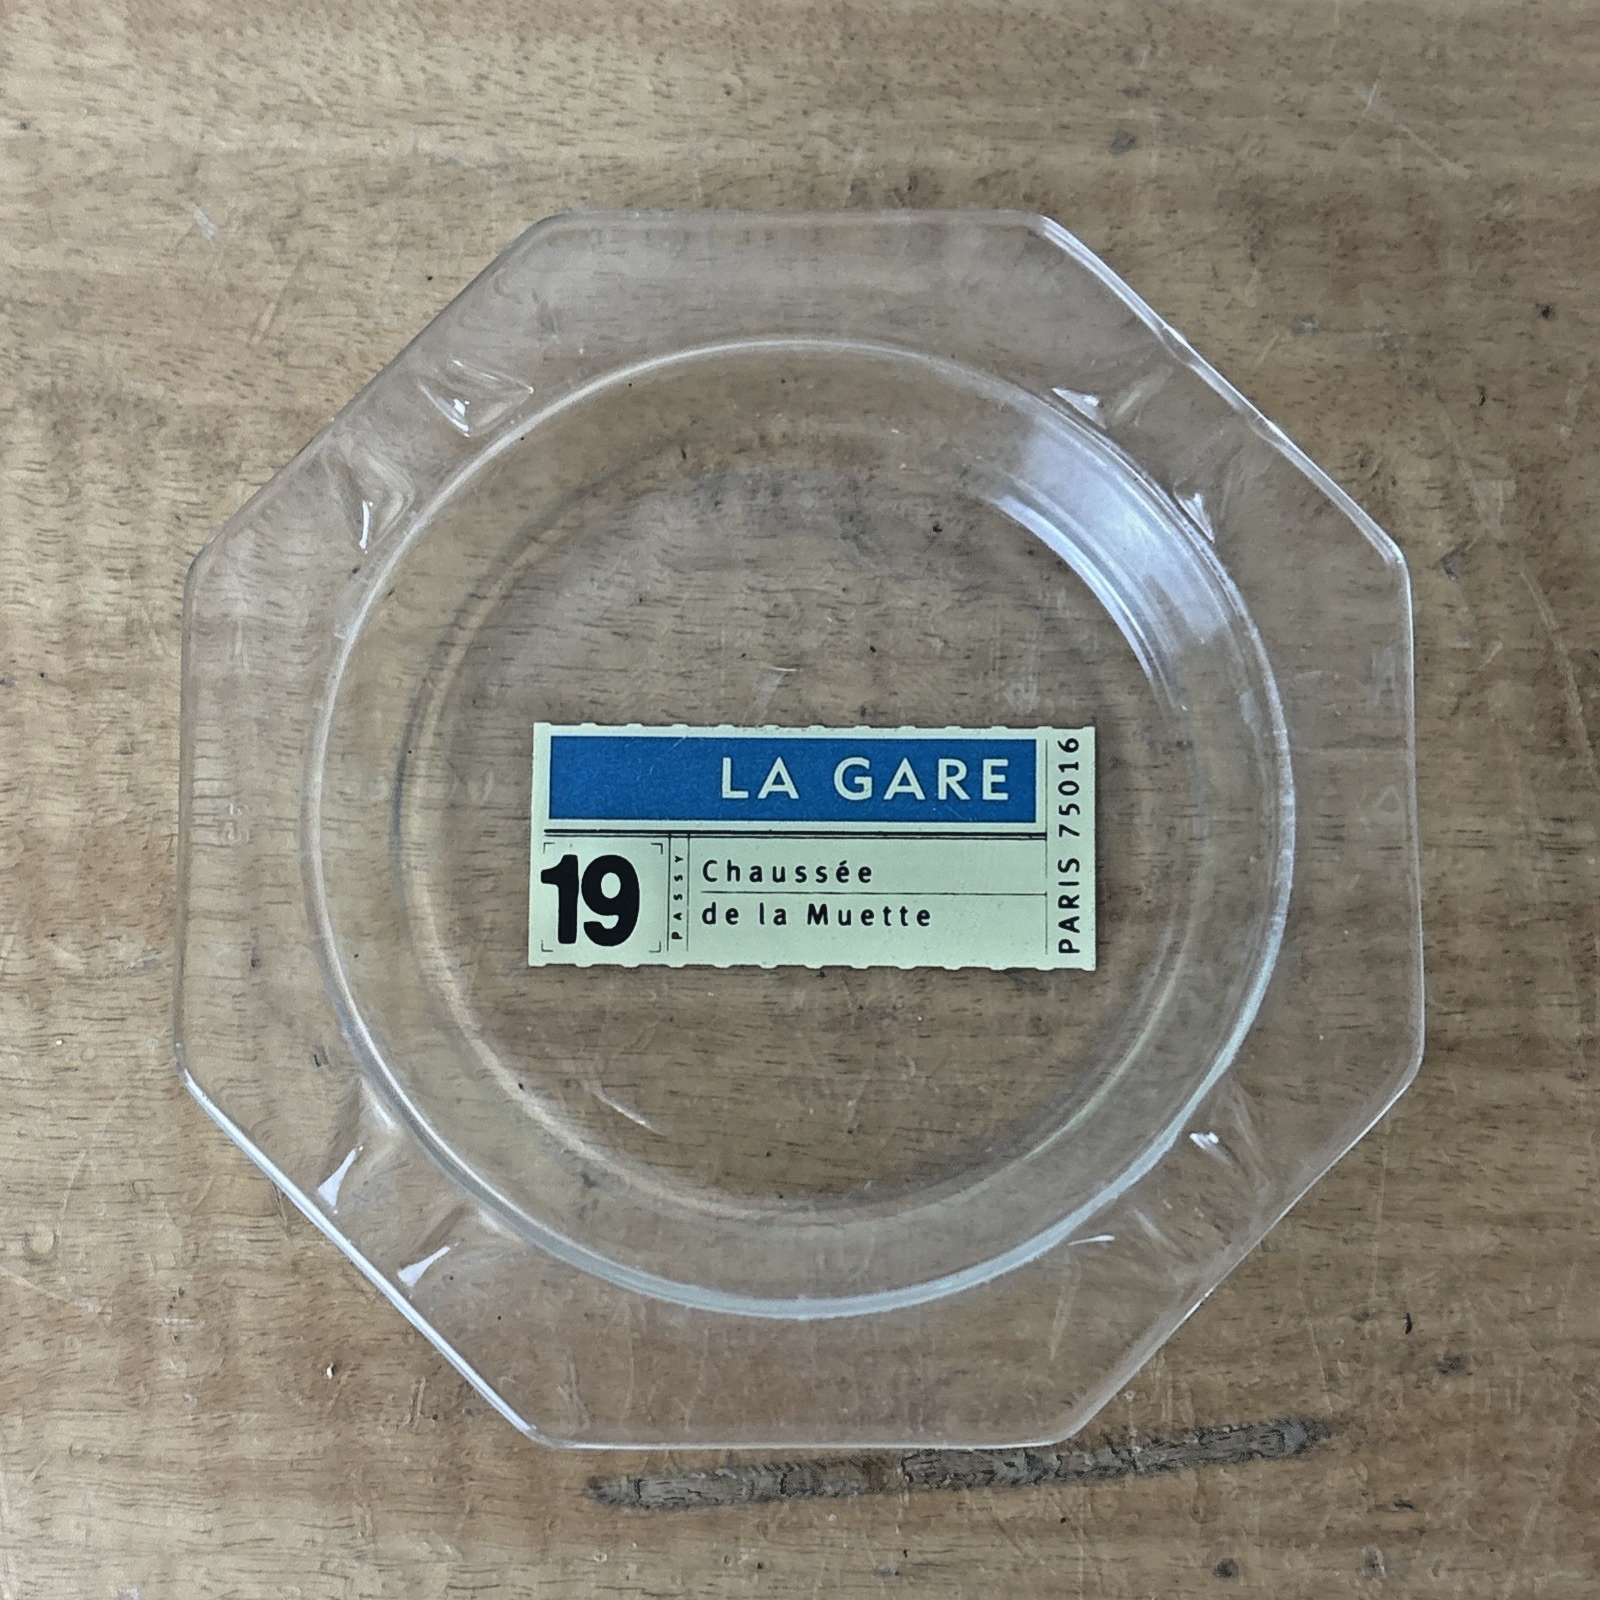 LA GARE
19
PASSY
Chaussée
de la Muette
PARIS 75016